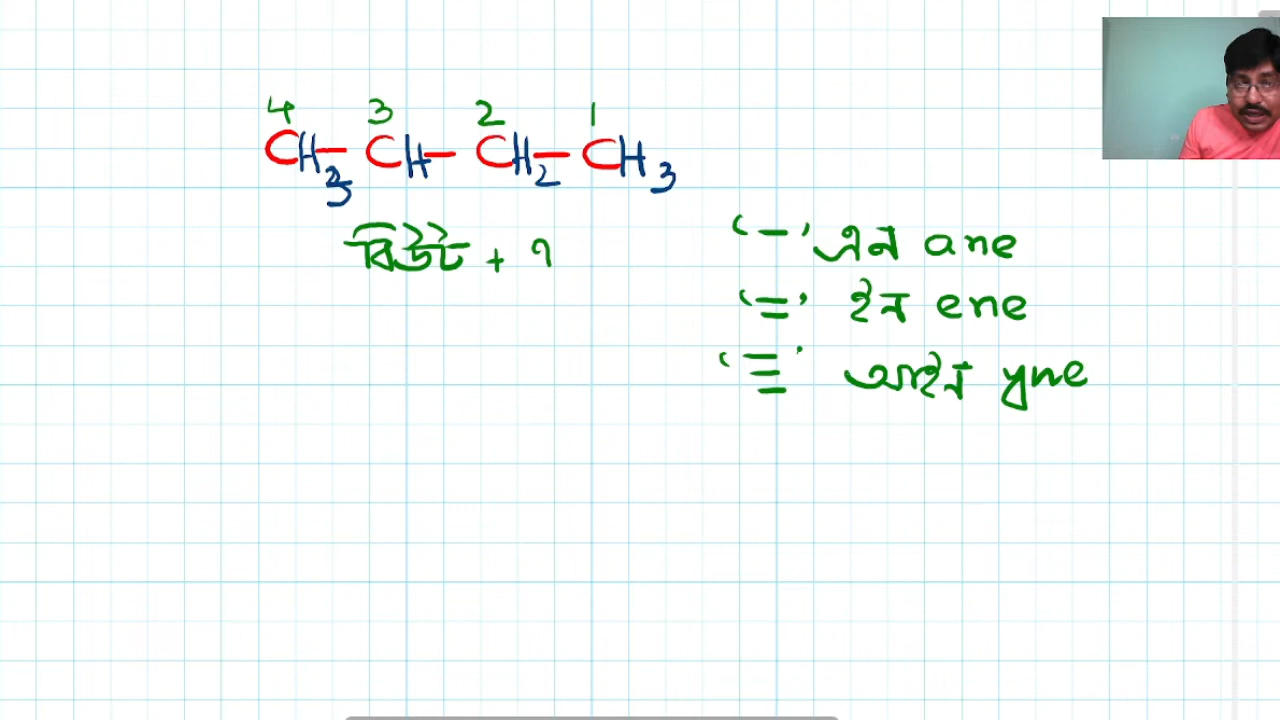 4 3 2 1
CH3 – CH – CH2 – CH3
বিউট + ?
‘–’ এন ane
‘=’ ইন ene
‘≡’ আইন yne